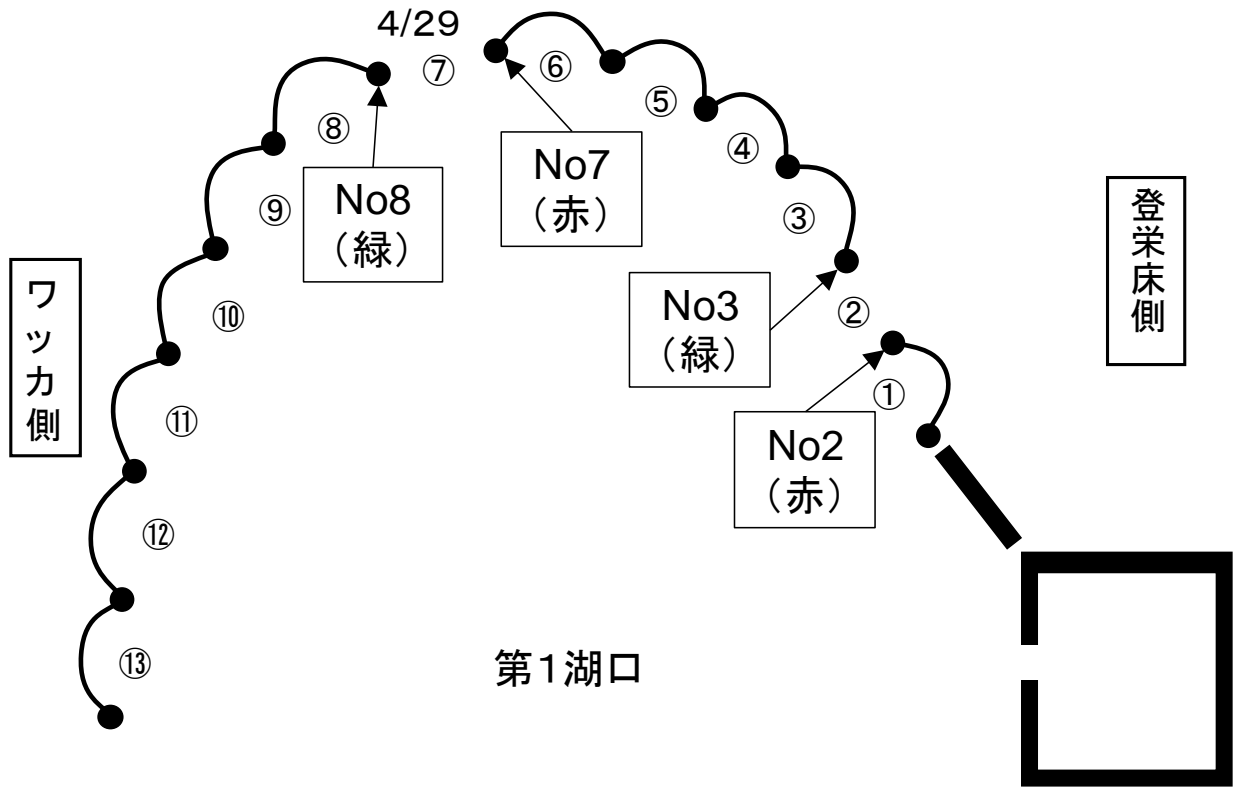 4/29
⑦
⑥
⑤
④
③
②
①
⑧
⑨
⑩
⑪
⑫
⑬
No8
（緑）
No7
（赤）
No3
（緑）
No2
（赤）
ワッカ側
登栄床側
第1湖口